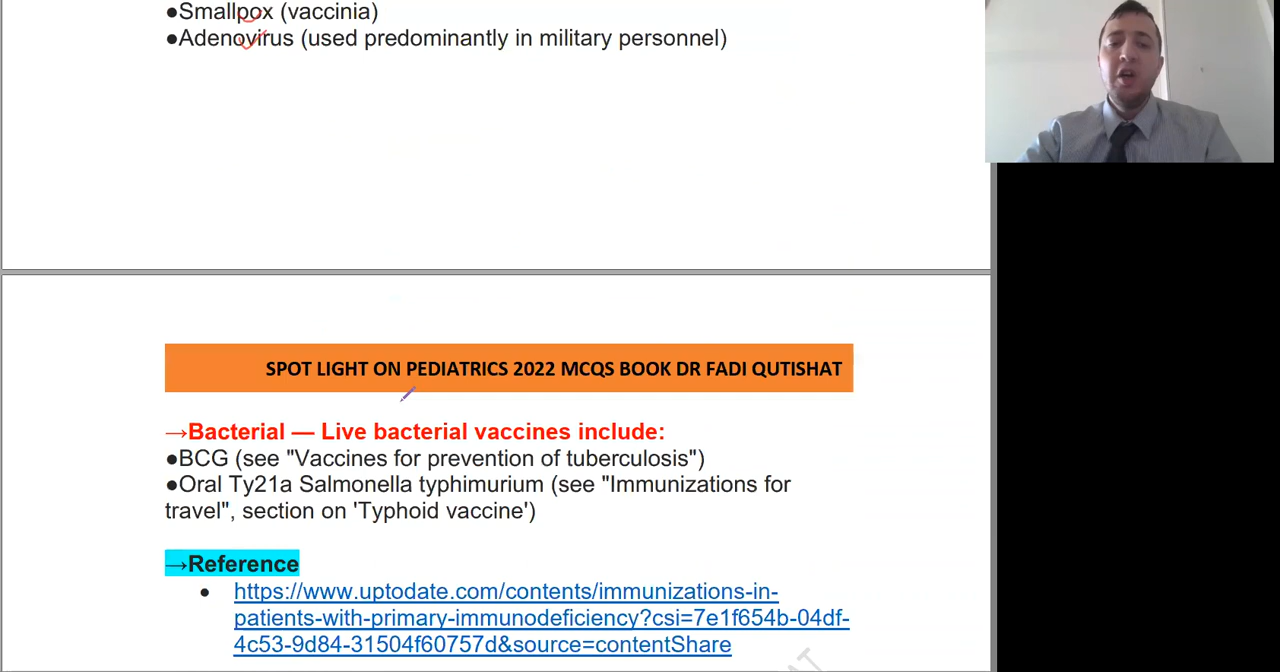 ●Smallpox (vaccinia)
●Adenovirus (used predominantly in military personnel)
SPOT LIGHT ON PEDIATRICS 2022 MCQS BOOK DR FADI QUTISHAT
→Bacterial — Live bacterial vaccines include:
●BCG (see "Vaccines for prevention of tuberculosis")
●Oral Ty21a Salmonella typhimurium (see "Immunizations for
travel", section on 'Typhoid vaccine')
→Reference
● https://www.uptodate.com/contents/immunizations-in-
patients-with-primary-immunodeficiency?csi=7e1f654b-04df-
4c53-9d84-31504f60757d&source=contentShare